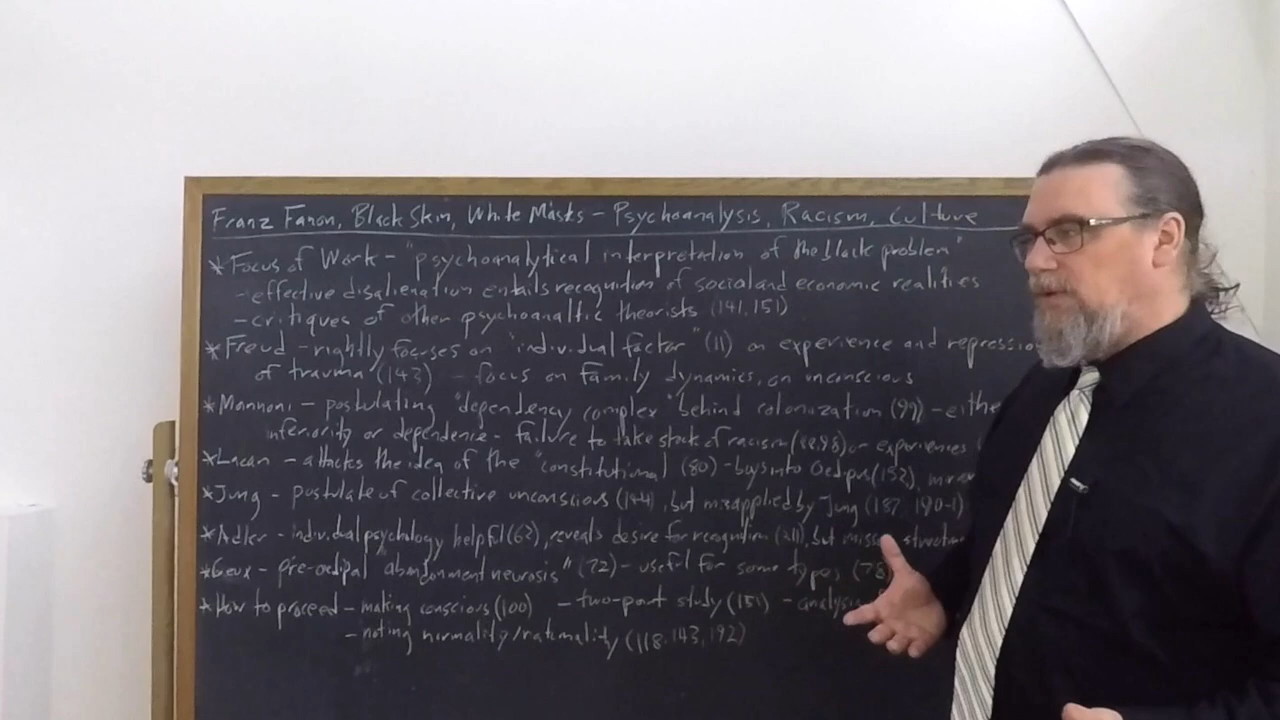 Franz Fanon, Black Skin, White Masks - Psychoanalysis, Racism, Culture
* Focus of Work - "psychoanalytical interpretation of the black problem"
- effective disalienation entails recognition of social and economic realities
- critiques of other psychoanaltic theorists (141, 151)
* Freud - rightly focuses on "individual factor" (11) on experience and repression
of trauma (143) - focus on family dynamics, on unconscious
* Mannoni - postulating "dependency complex" behind colonization (99) - eithe
inferiority or dependence - failure to take stock of racism ( or experiences
* Lacan - attacks the idea of the "constitutional (80) - buys into Oedipus (152), mirror
* Jung - postulate of collective unconscious (144), but misapplied by Jung (187, 190-1)
* Adler - individual psychology helpful (62), reveals desire for recognition (211), but misses structur
- pre-oedipal "abandonment neurosis" (72) - useful for some types (78
* How to proceed - making conscious (100) - two-point study (151) - analysis
- noting normality/rationality (118, 143, 192)